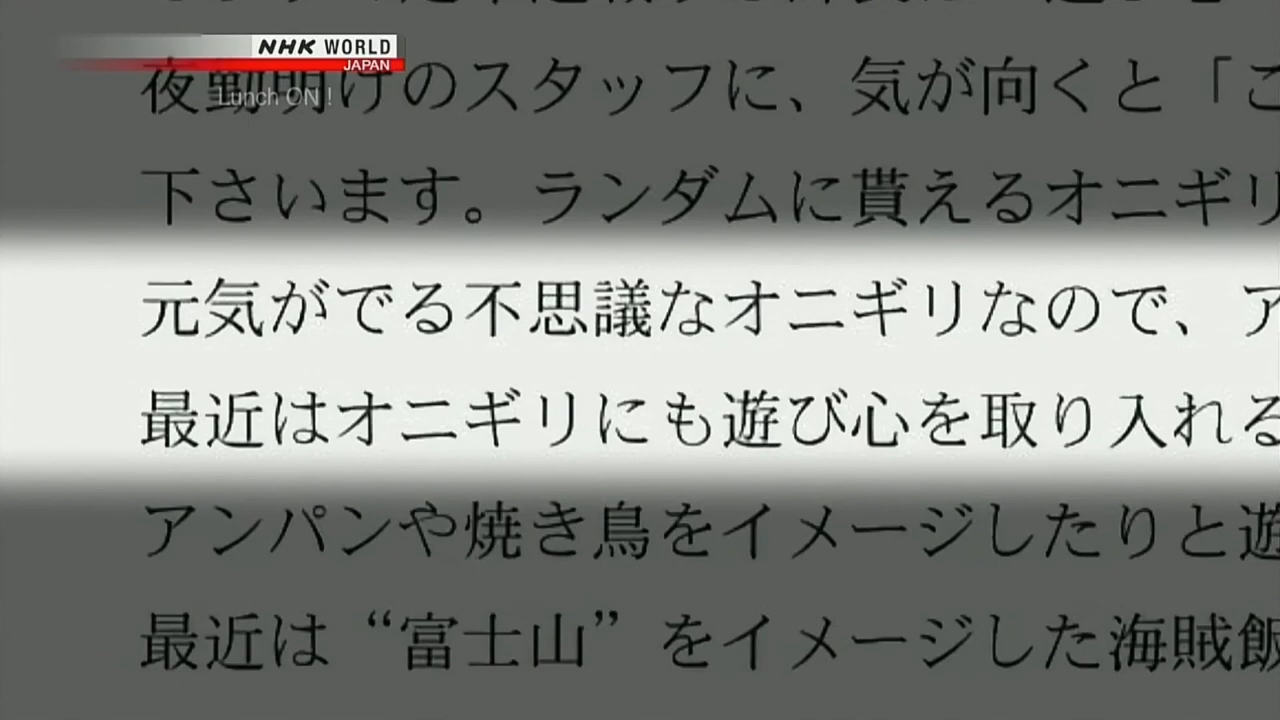 NHK WORLD
JAPAN
Lunch ON !
夜勤明けのスタッフに、気が向くと「こ
下さいます。ランダムに貰えるオニギリ
元気がでる不思議なオニギリなので、ア
最近はオニギリにも遊び心を取り入れる
アンパンや焼き鳥をイメージしたりと遊
最近は“富士山”をイメージした海賊飯